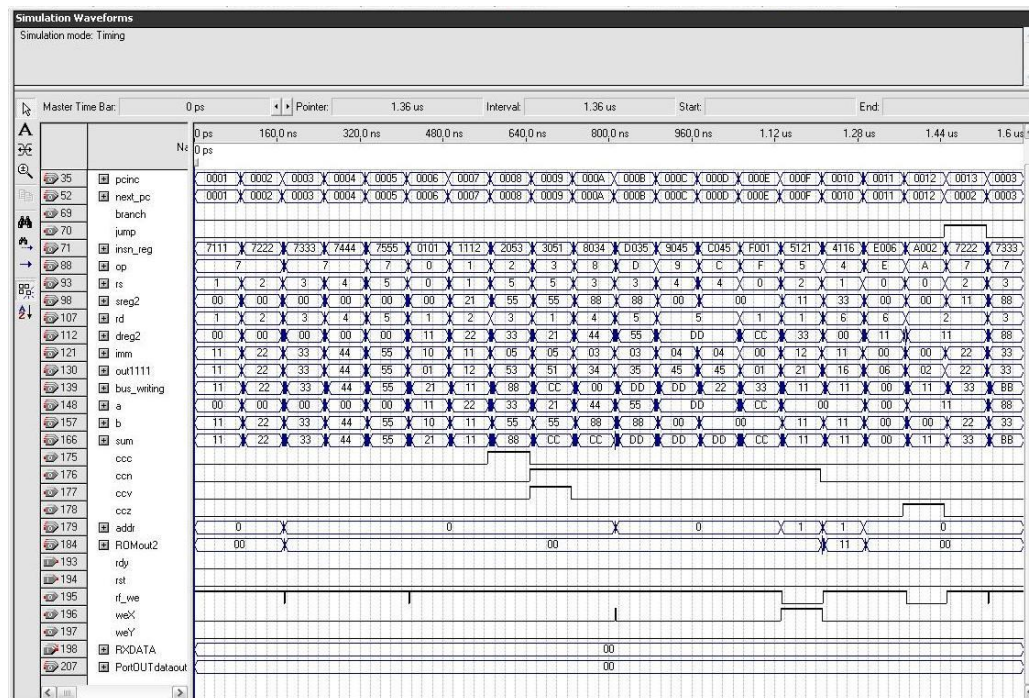 Simulation Waveforms
Simulation mode: Timing
Master Time Bar: 0 ps Pointer: 1.36 us Interval: 1.36 us Start: End:
Na 0 ps 160.0 ns 320.0 ns 480.0 ns 640.0 ns 800.0 ns 960.0 ns 1.12 us 1.28 us 1.44 us 1.6 us
0 ps
35 pcinc 0001 0002 0003 0004 0005 0006 0007 0008 0009 000A 000B 000C 000D 000E 000F 0010 0011 0012 0013 0003
52 next_pc 0001 0002 0003 0004 0005 0006 0007 0008 0009 000A 000B 000C 000D 000E 000F 0010 0011 0012 0002 0003
69 branch
70 jump
71 insn_reg 7111 7222 7333 7444 7555 0101 1112 2053 3051 8034 D035 9045 C045 F001 5121 4116 E006 A002 7222 7333
88 op 7 7 7 0 1 2 3 8 D 9 C F 5 4 E A 7 7
93 rs 1 2 3 4 5 0 1 5 5 3 3 4 4 0 2 1 0 0 2 3
98 sreg2 00 00 00 00 00 00 21 55 55 88 88 00 00 11 33 00 00 11 88
107 rd 1 2 3 4 5 1 2 3 1 4 5 5 1 1 6 6 2 3
112 dreg2 00 00 00 00 00 11 22 33 21 44 55 DD CC 33 00 11 11 88
121 imm 11 22 33 44 55 10 11 05 05 03 03 04 04 00 12 11 00 00 22 33
130 out1111 11 22 33 44 55 01 12 53 51 34 35 45 45 01 21 16 06 02 22 33
139 bus_writing 11 22 33 44 55 21 11 88 CC 00 DD DD 22 33 11 11 00 11 33 BB
148 a 00 00 00 00 00 11 22 33 21 44 55 DD CC 00 00 11 88
157 b 11 22 33 44 55 10 11 55 55 88 88 00 00 11 11 00 00 22 33
166 sum 11 22 33 44 55 21 11 88 CC CC DD DD DD CC 11 11 00 11 33 BB
175 ccc
176 ccn
177 ccv
178 ccz
179 addr 0 0 0 1 1 0
184 ROMout2 00 00 11 00
193 rdy
194 rst
195 rf_we
196 weX
197 weY
198 RXDATA 00
207 PortOUTdataout 00